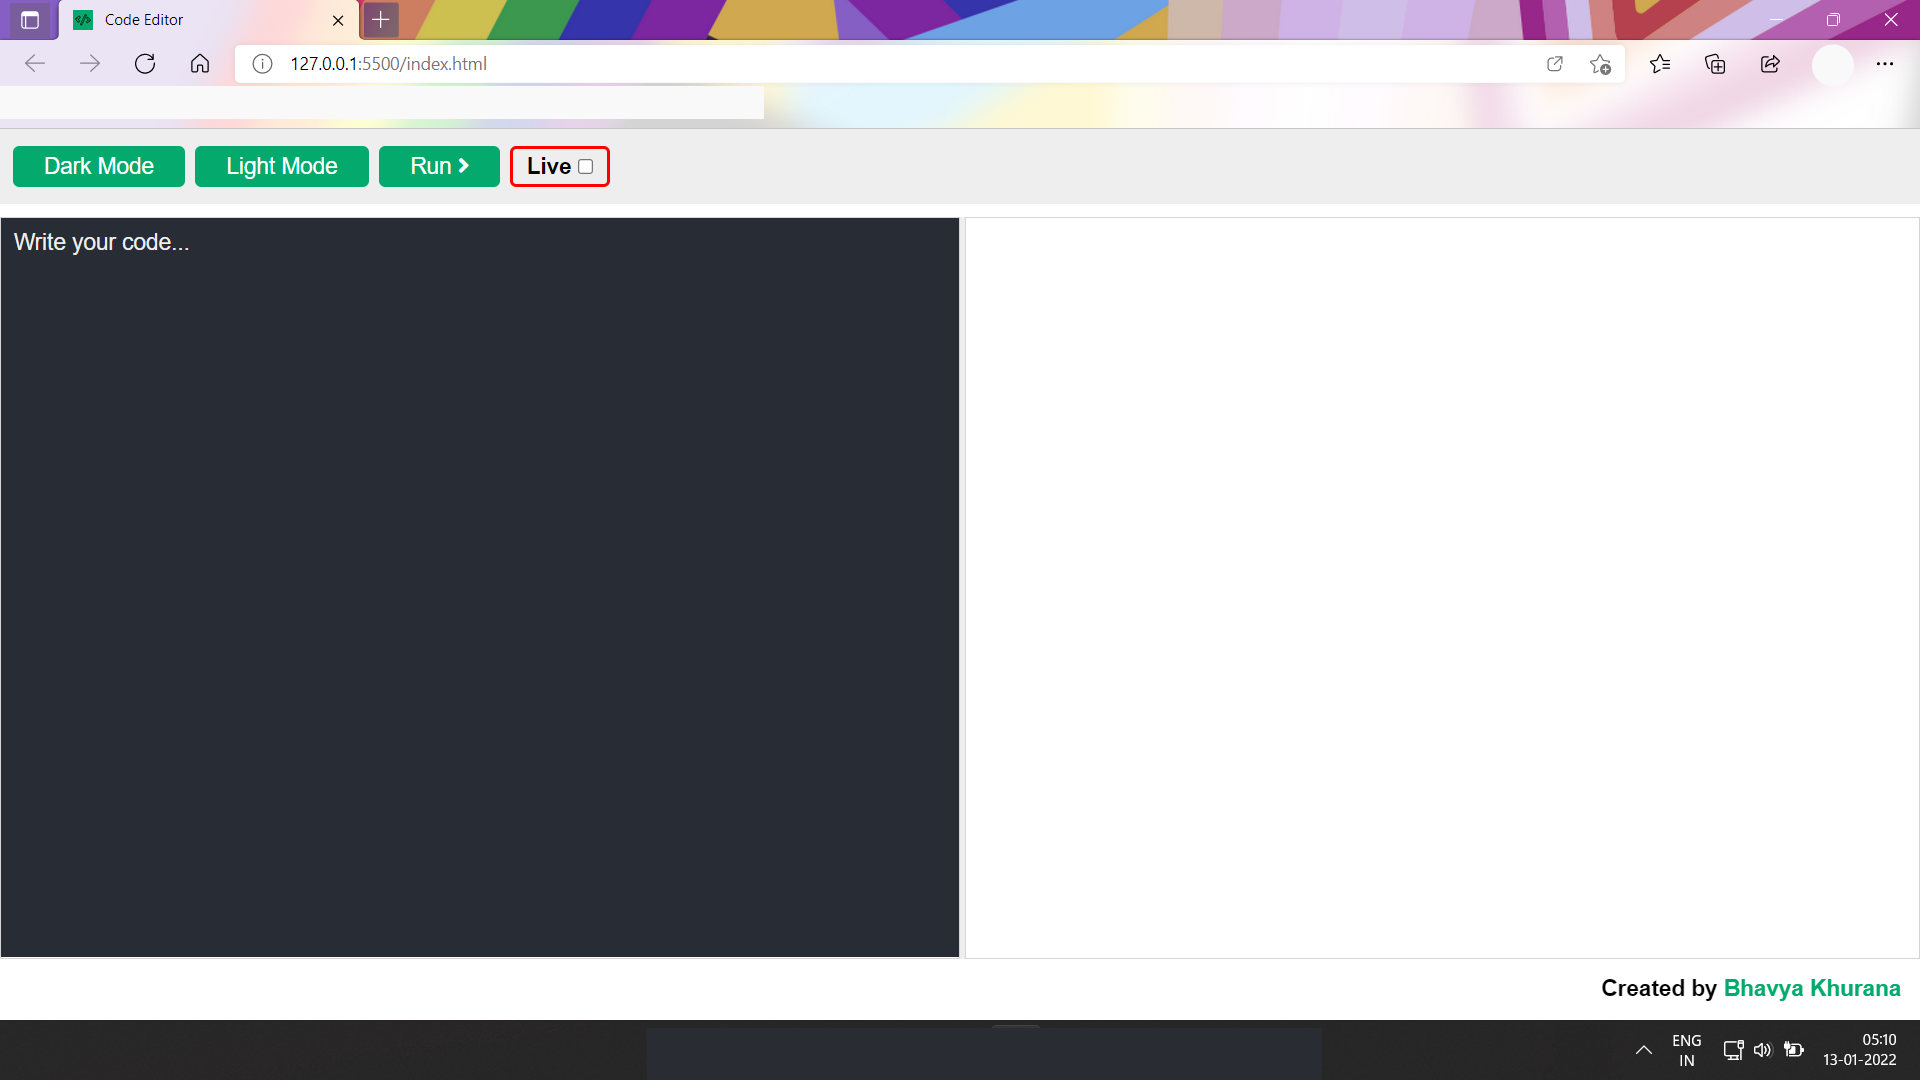 Code Editor
127.0.0.1:5500/index.html
Dark Mode
Light Mode
Run
Live
Write your code...
Created by Bhavya Khurana
ENG
IN
05:10
13-01-2022